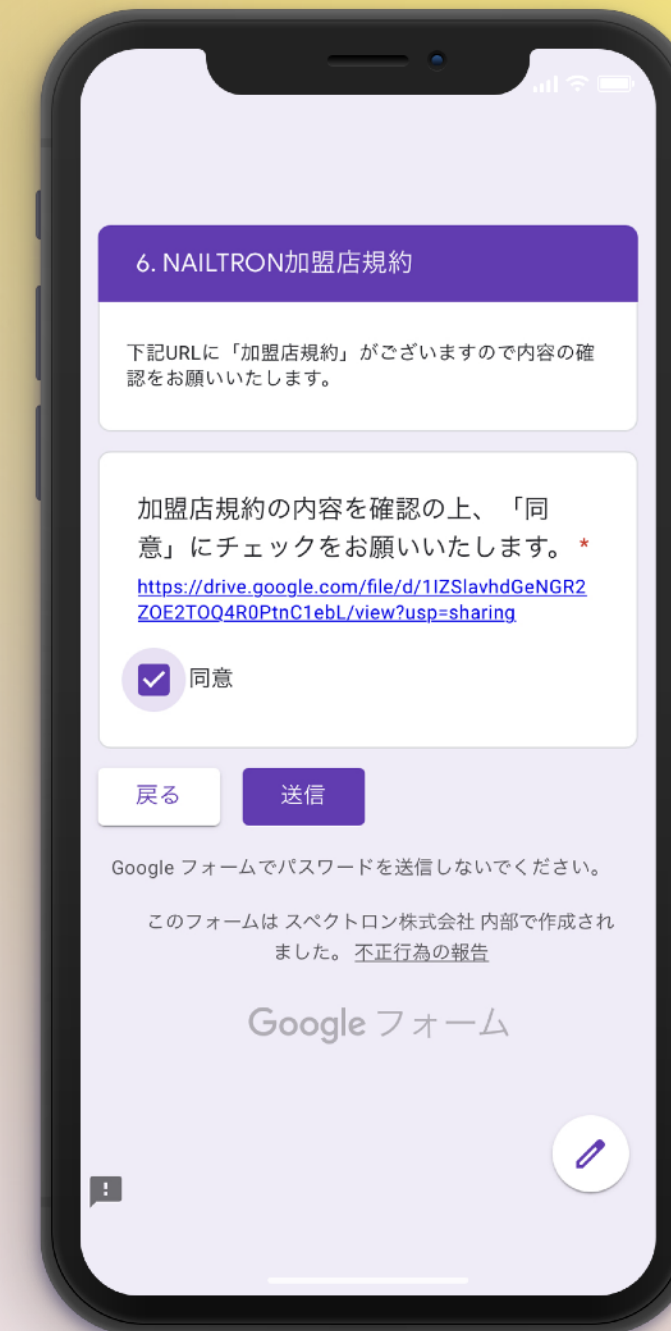 6. NAILTRON加盟店規約
下記URLに「加盟店規約」がございますので内容の確
認をお願いいたします。
加盟店規約の内容を確認の上、「同
意」にチェックをお願いいたします。 *
https://drive.google.com/file/d/1IZSlavhdGeNGR2
ZOE2TOQ4R0PtnC1ebL/view?usp=sharing
同意
戻る 送信
Google フォームでパスワードを送信しないでください。
このフォームは スペクトロン株式会社 内部で作成され
ました。 不正行為の報告
Google フォーム